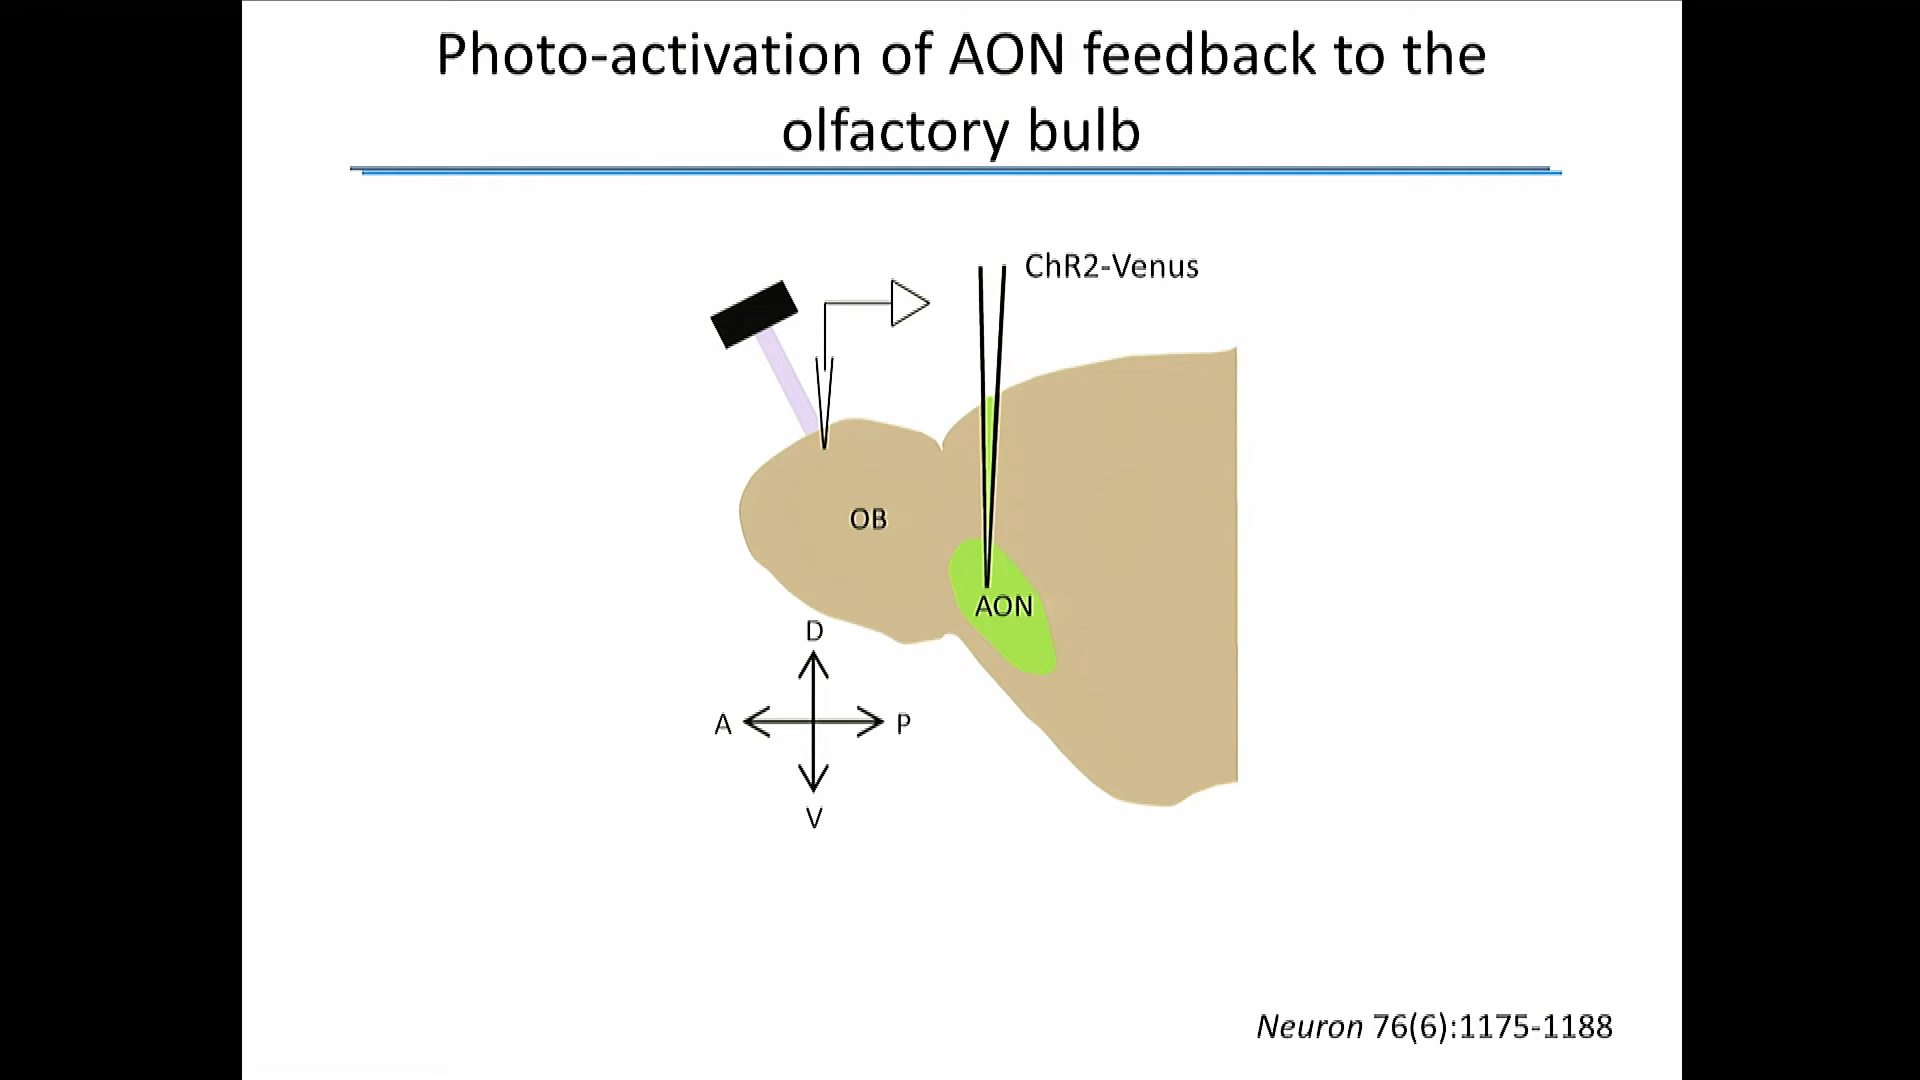 Photo-activation of AON feedback to the
olfactory bulb
ChR2-Venus
OB
AON
D
A
P
V
Neuron 76(6):1175-1188